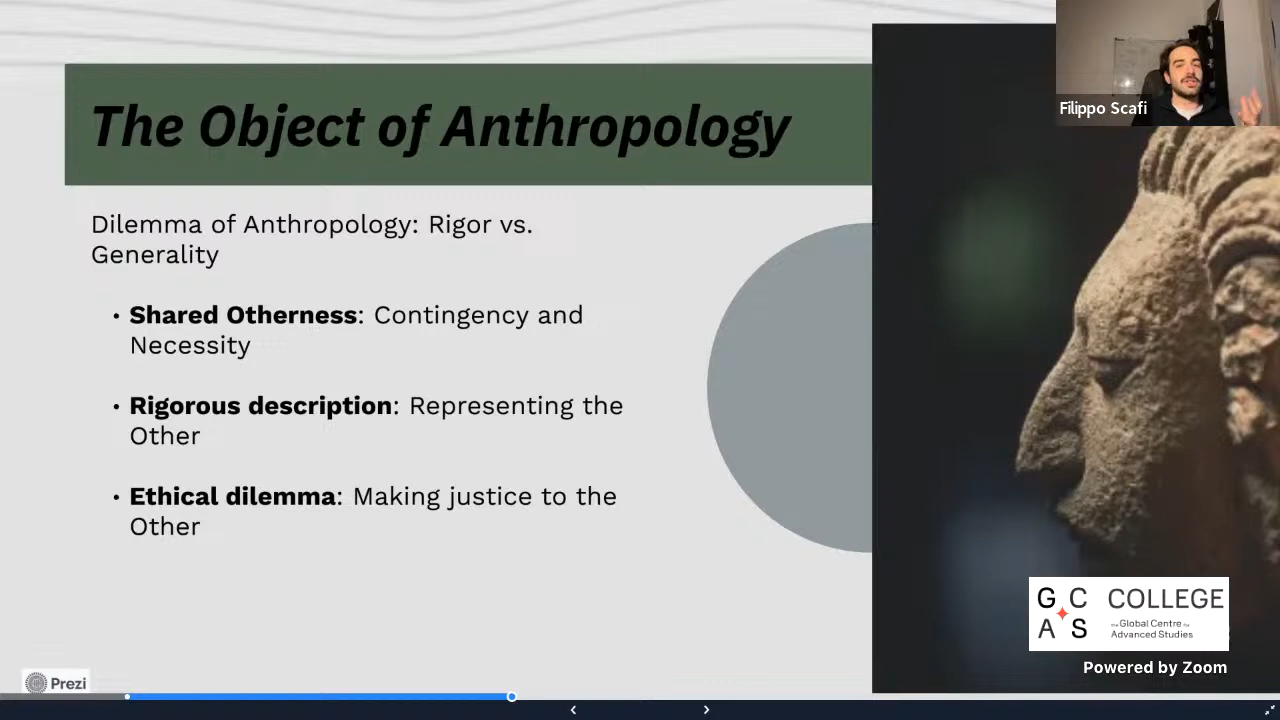 The Object of Anthropology
Filippo Scafi
Dilemma of Anthropology: Rigor vs.
Generality
• Shared Otherness: Contingency and
Necessity
• Rigorous description: Representing the
Other
• Ethical dilemma: Making justice to the
Other
G C COLLEGE
A S the Global Centre for
Advanced Studies
Powered by Zoom
Prezi